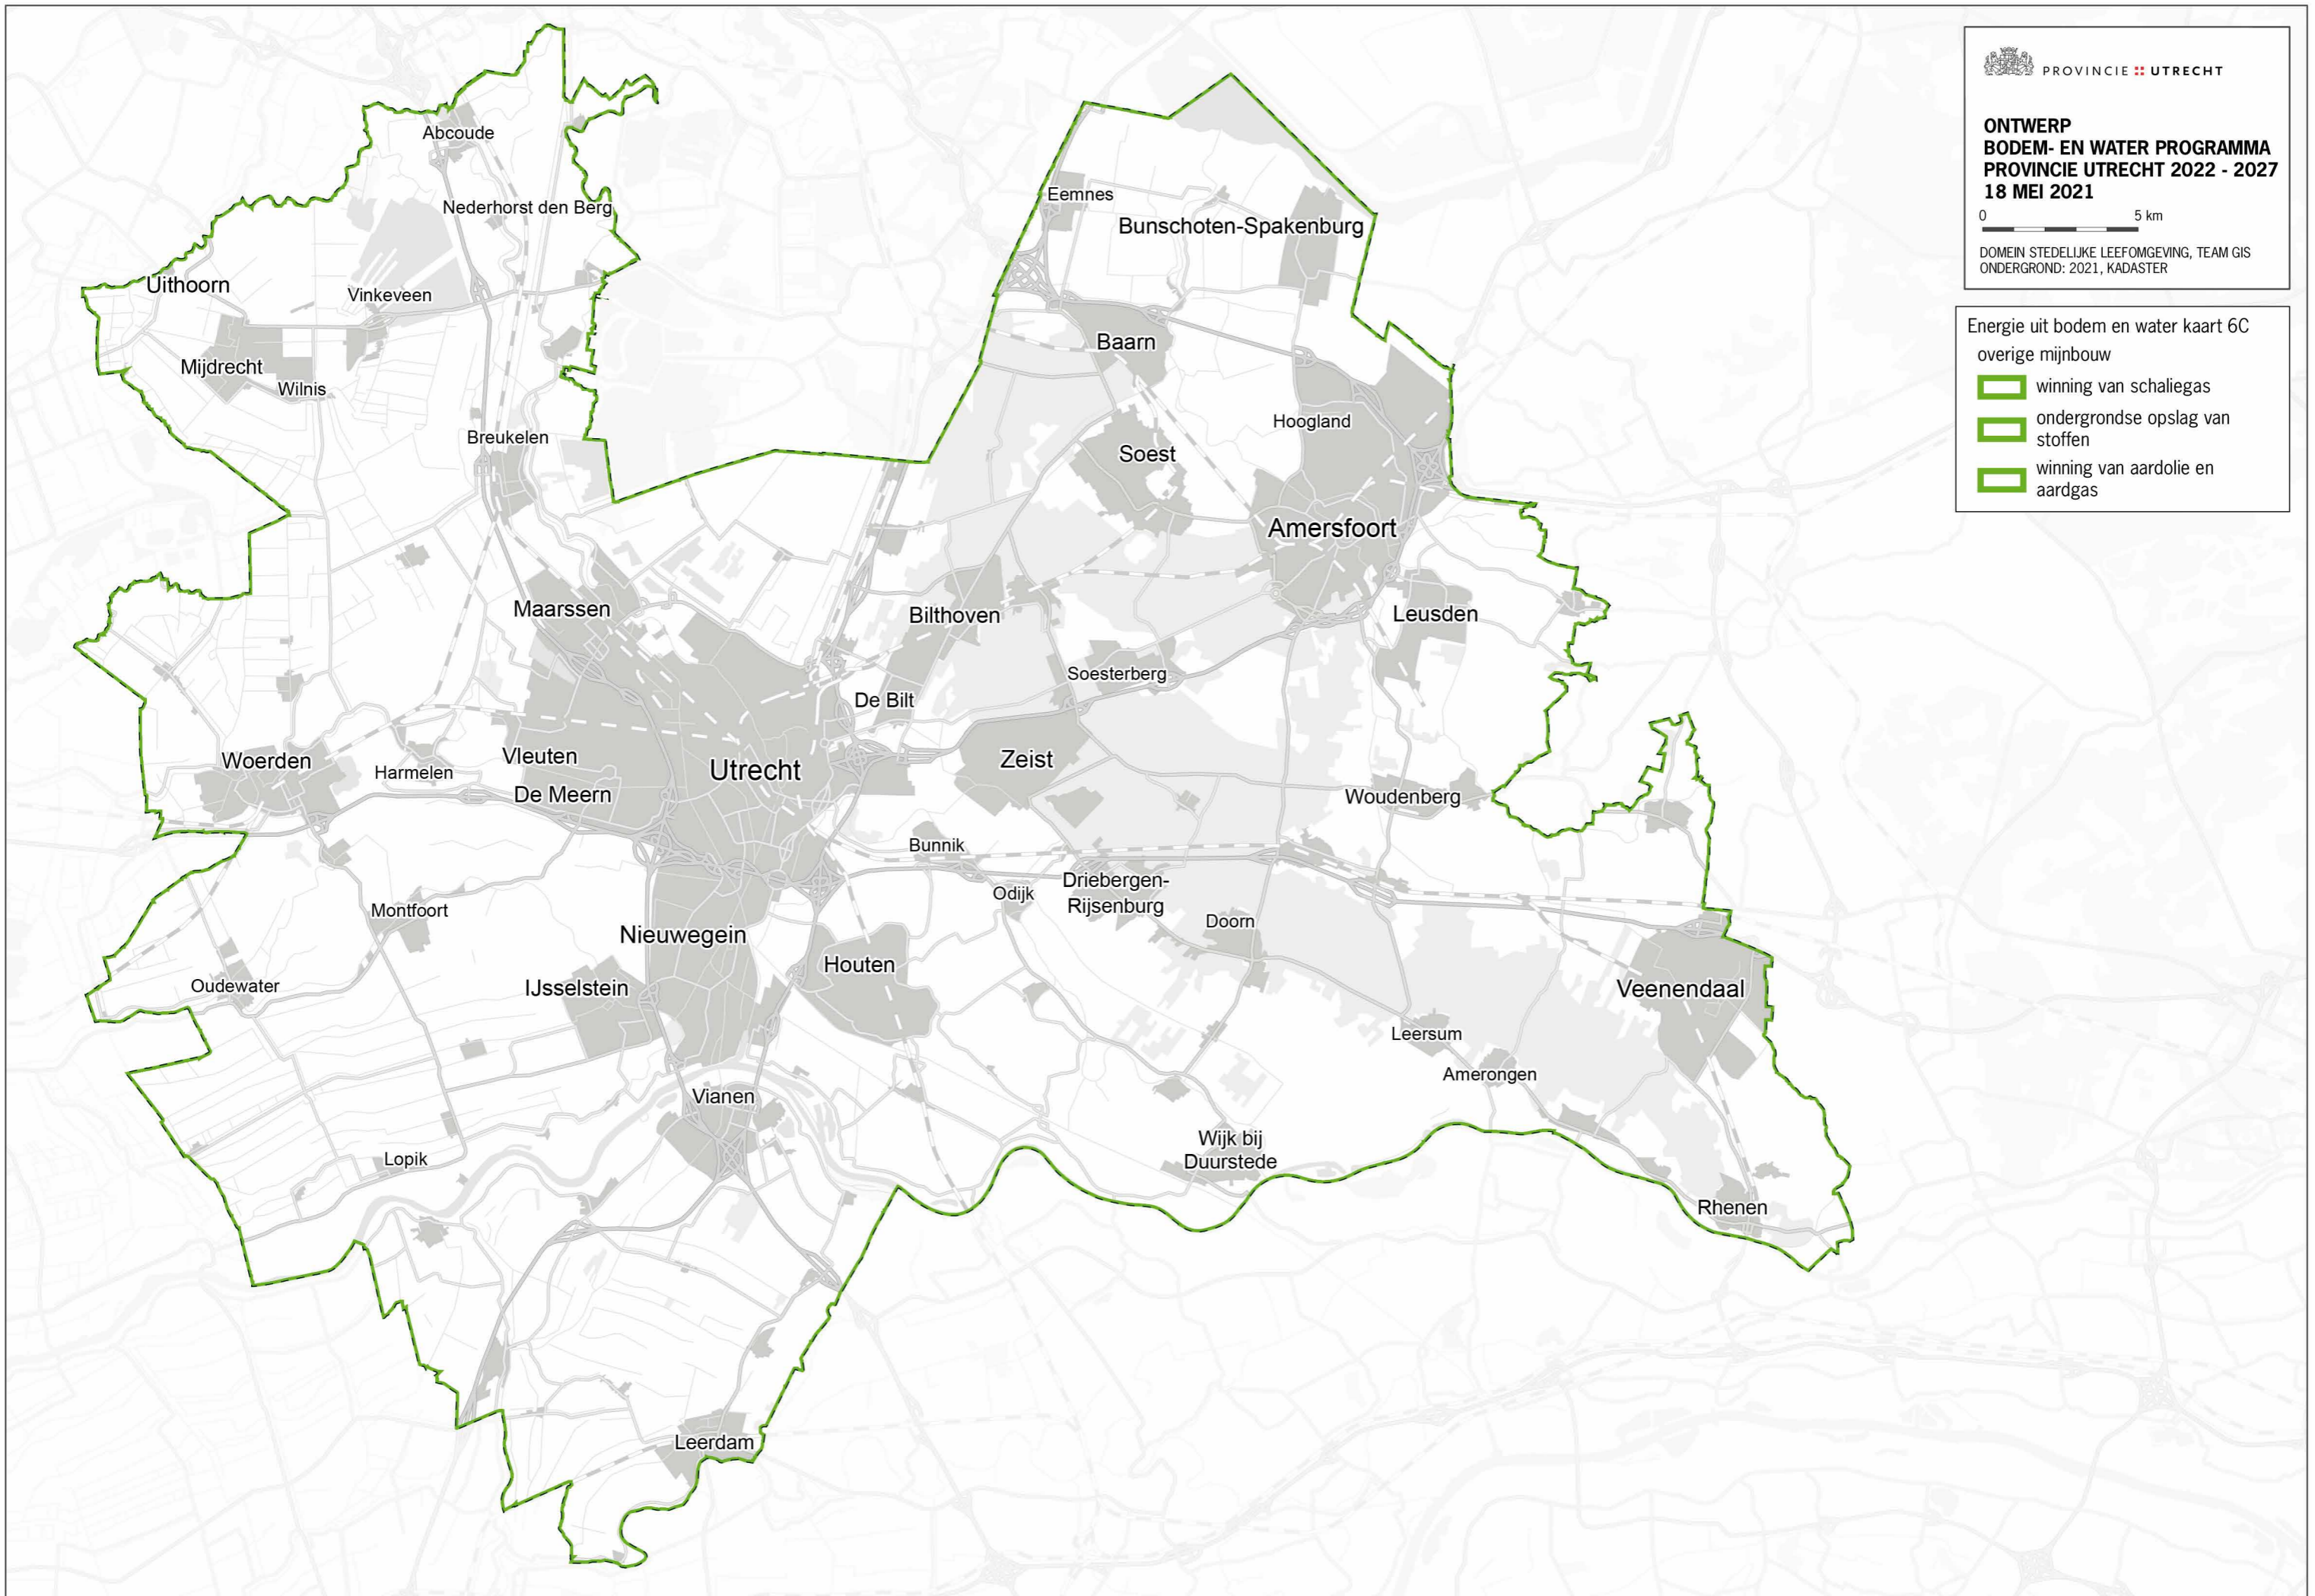 PROVINCIE UTRECHT
ONTWERP
BODEM- EN WATER PROGRAMMA
PROVINCIE UTRECHT 2022 - 2027
18 MEI 2021
0 5 km
DOMEIN STEDELIJKE LEEFOMGEVING, TEAM GIS
ONDERGROND: 2021, KADASTER
Energie uit bodem en water kaart 6C
overige mijnbouw
winning van schaliegas
ondergrondse opslag van
stoffen
winning van aardolie en
aardgas
Abcoude
Eemnes
Nederhorst den Berg
Bunschoten-Spakenburg
Uithoorn
Vinkeveen
Baarn
Mijdrecht
Wilnis
Hoogland
Breukelen
Soest
Amersfoort
Maarssen
Bilthoven
Leusden
Soesterberg
De Bilt
Vleuten
Woerden
Zeist
Utrecht
Harmelen
De Meern
Woudenberg
Bunnik
Driebergen-
Rijsenburg
Odijk
Montfoort
Doorn
Nieuwegein
Houten
Oudewater
IJsselstein
Veenendaal
Leersum
Amerongen
Vianen
Wijk bij
Duurstede
Lopik
Rhenen
Leerdam